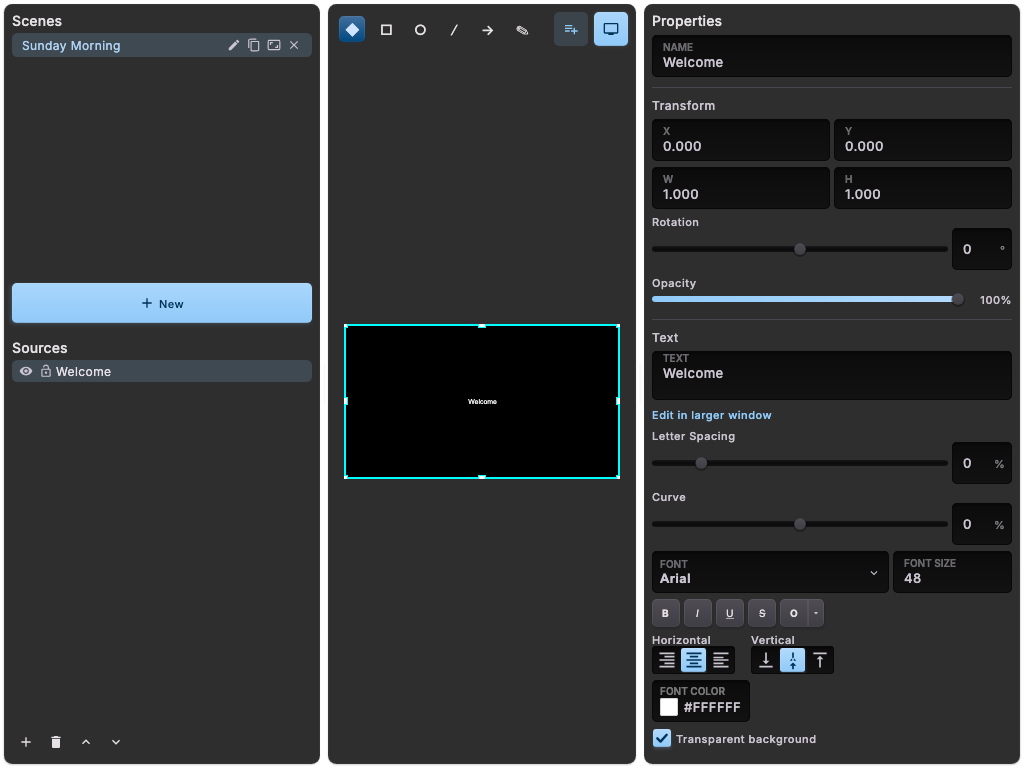 Scenes
Sunday Morning
New
Sources
Welcome
Welcome
Properties
NAME
Welcome
Transform
X
0.000
Y
0.000
W
1.000
H
1.000
Rotation
0 °
Opacity
100%
Text
TEXT
Welcome
Edit in larger window
Letter Spacing
0 %
Curve
0 %
FONT
Arial
FONT SIZE
48
B I U S O
Horizontal
Vertical
FONT COLOR
#FFFFFF
Transparent background